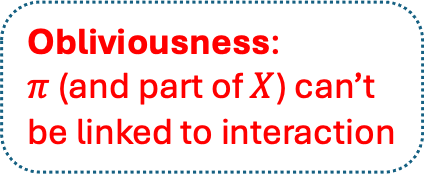 Obliviousness:
𝜋 (and part of 𝑋) can’t
be linked to interaction